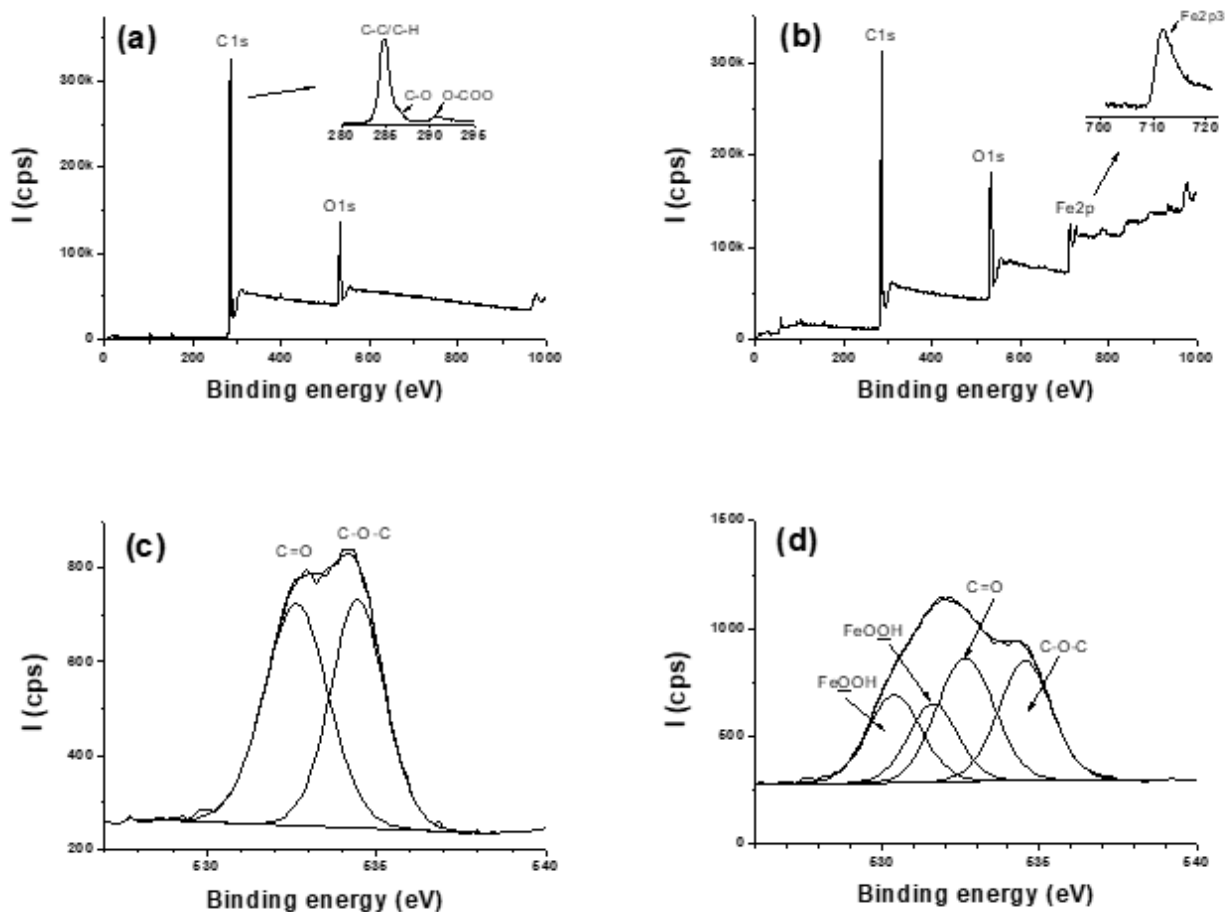 (a)
C1s
C-C/C-H
C-O
O-COO
280 285 290 295
O1s
300k
200k
100k
0
I (cps)
0 200 400 600 800 1000
Binding energy (eV)
(b)
C1s
Fe2p3
700 710 720
O1s
Fe2p
300k
200k
100k
0
I (cps)
0 200 400 600 800 1000
Binding energy (eV)
(c)
C=O
C-O-C
800
600
400
200
I (cps)
530 535 540
Binding energy (eV)
(d)
C=O
FeOOH
FeOOH
C-O-C
1500
1000
500
0
I (cps)
530 535 540
Binding energy (eV)